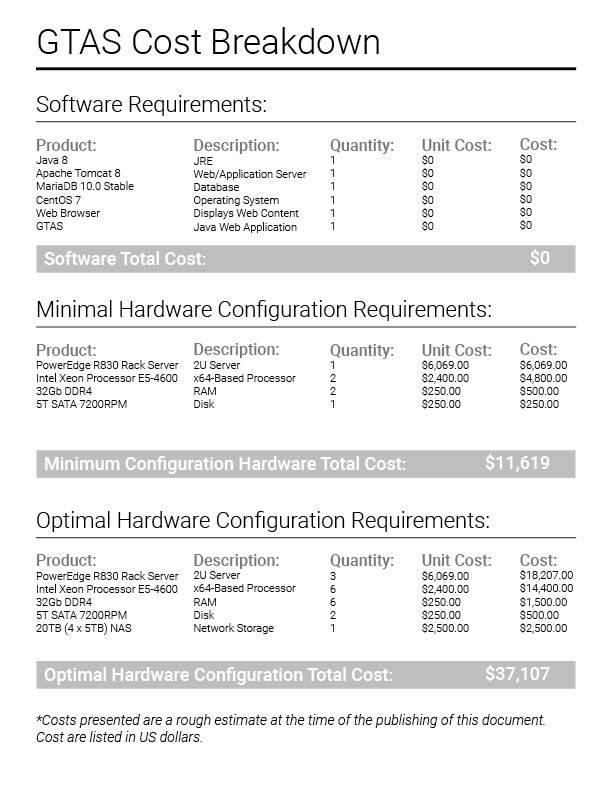 GTAS Cost Breakdown
Software Requirements:
Product: Description: Quantity: Unit Cost: Cost:
Java 8 JRE 1 $0 $0
Apache Tomcat 8 Web/Application Server 1 $0 $0
MariaDB 10.0 Stable Database 1 $0 $0
CentOS 7 Operating System 1 $0 $0
Web Browser Displays Web Content 1 $0 $0
GTAS Java Web Application 1 $0 $0
Software Total Cost: $0
Minimal Hardware Configuration Requirements:
Product: Description: Quantity: Unit Cost: Cost:
PowerEdge R830 Rack Server 2U Server 1 $6,069.00 $6,069.00
Intel Xeon Processor E5-4600 x64-Based Processor 2 $2,400.00 $4,800.00
32Gb DDR4 RAM 2 $250.00 $500.00
5T SATA 7200RPM Disk 1 $250.00 $250.00
Minimum Configuration Hardware Total Cost: $11,619
Optimal Hardware Configuration Requirements:
Product: Description: Quantity: Unit Cost: Cost:
PowerEdge R830 Rack Server 2U Server 3 $6,069.00 $18,207.00
Intel Xeon Processor E5-4600 x64-Based Processor 6 $2,400.00 $14,400.00
32Gb DDR4 RAM 6 $250.00 $1,500.00
5T SATA 7200RPM Disk 2 $250.00 $500.00
20TB (4 x 5TB) NAS Network Storage 1 $2,500.00 $2,500.00
Optimal Hardware Configuration Total Cost: $37,107
*Costs presented are a rough estimate at the time of the publishing of this document.
Cost are listed in US dollars.